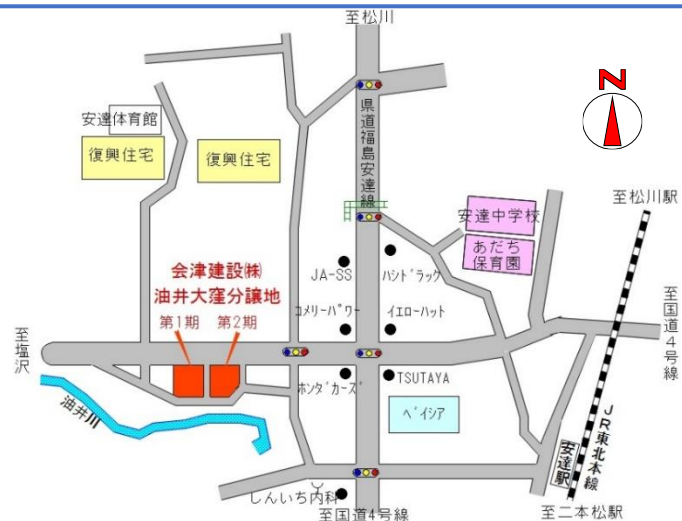 至松川
N
安達体育館
復興住宅
復興住宅
県道福島安達線
安達中学校
あだち
保育園
至松川駅
会津建設㈱
油井大窪分譲地
第1期
第2期
JA-SS
ﾊｼﾄﾞﾗｯｸﾞ
ｺﾒﾘｰﾊﾟﾜｰ
ｲｴﾛｰﾊｯﾄ
至国道4号線
至塩沢
ﾎﾝﾀﾞｶｰｽﾞ
TSUTAYA
ﾍﾞｲｼｱ
油井川
JR東北本線
安達駅
しんいち内科
至国道4号線
至二本松駅